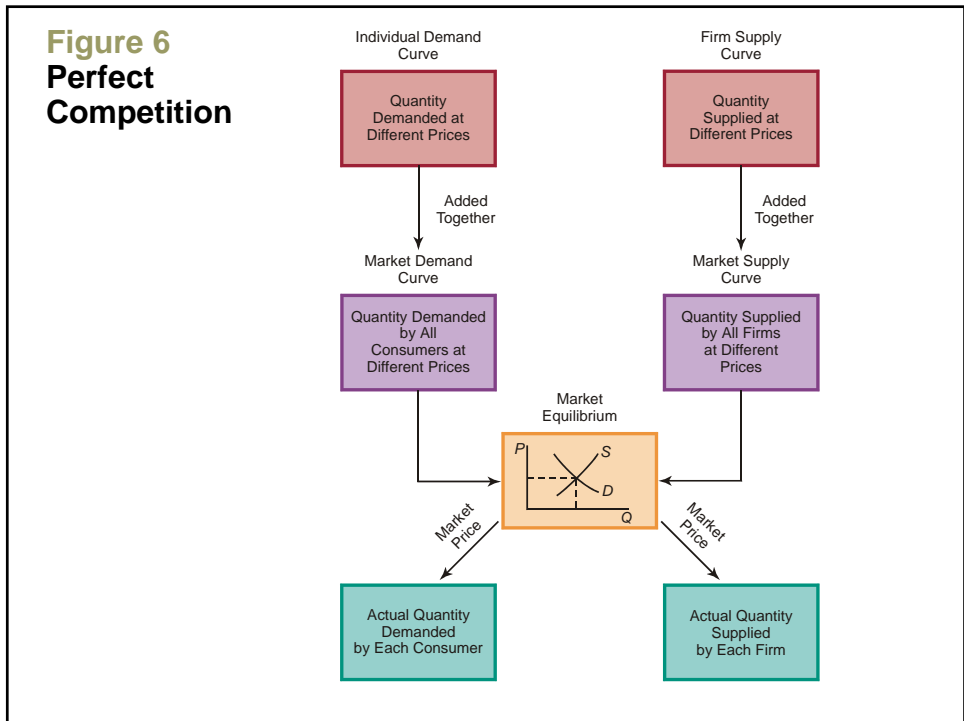 Figure 6
Perfect
Competition
Individual Demand
Curve
Quantity
Demanded at
Different Prices
Added
Together
Market Demand
Curve
Quantity Demanded
by All
Consumers at
Different Prices
Firm Supply
Curve
Quantity
Supplied at
Different Prices
Added
Together
Market Supply
Curve
Quantity Supplied
by All Firms
at Different
Prices
Market
Equilibrium
P
S
D
Q
Market
Price
Market
Price
Actual Quantity
Demanded
by Each Consumer
Actual Quantity
Supplied
by Each Firm